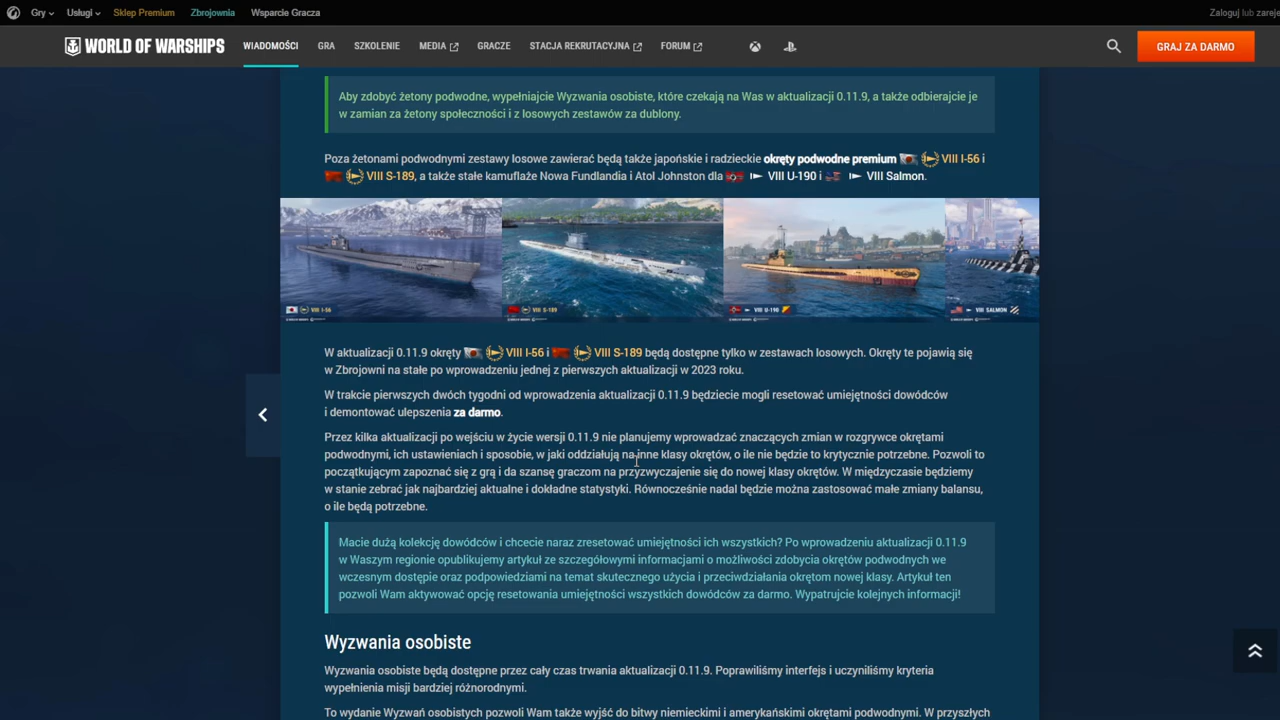 Gry Usługi Sklep Premium Zbrojownia Wsparcie Gracza Zaloguj lub zareje
WORLD OF WARSHIPS WIADOMOŚCI GRA SZKOLENIE MEDIA GRACZE STACJA REKRUTACYJNA FORUM GRAJ ZA DARMO
Aby zdobyć żetony podwodne, wypełniajcie Wyzwania osobiste, które czekają na Was w aktualizacji 0.11.9, a także odbierajcie je
w zamian za żetony społeczności i z losowych zestawów za dublony.
Poza żetonami podwodnymi zestawy losowe zawierać będą także japońskie i radzieckie okręty podwodne premium VIII I-56 i
VIII S-189, a także stałe kamuflaże Nowa Fundlandia i Atol Johnston dla VIII U-190 i VIII Salmon.
VIII I-56 VIII S-189 VIII U-190 VIII SALMON
W aktualizacji 0.11.9 okręty VIII I-56 i VIII S-189 będą dostępne tylko w zestawach losowych. Okręty te pojawią się
w Zbrojowni na stałe po wprowadzeniu jednej z pierwszych aktualizacji w 2023 roku.
W trakcie pierwszych dwóch tygodni od wprowadzenia aktualizacji 0.11.9 będziecie mogli resetować umiejętności dowódców
i demontować ulepszenia za darmo.
Przez kilka aktualizacji po wejściu w życie wersji 0.11.9 nie planujemy wprowadzać znaczących zmian w rozgrywce okrętami
podwodnymi, ich ustawieniach i sposobie, w jaki oddziałują na inne klasy okrętów, o ile nie będzie to krytycznie potrzebne. Pozwoli to
początkującym zapoznać się z grą i da szansę graczom na przyzwyczajenie się do nowej klasy okrętów. W międzyczasie będziemy
w stanie zebrać jak najbardziej aktualne i dokładne statystyki. Równocześnie nadal będzie można zastosować małe zmiany balansu,
o ile będą potrzebne.
Macie dużą kolekcję dowódców i chcecie naraz zresetować umiejętności ich wszystkich? Po wprowadzeniu aktualizacji 0.11.9
w Waszym regionie opublikujemy artykuł ze szczegółowymi informacjami o możliwości zdobycia okrętów podwodnych we
wczesnym dostępie oraz podpowiedziami na temat skutecznego użycia i przeciwdziałania okrętom nowej klasy. Artykuł ten
pozwoli Wam aktywować opcję resetowania umiejętności wszystkich dowódców za darmo. Wypatrujcie kolejnych informacji!
Wyzwania osobiste
Wyzwania osobiste będą dostępne przez cały czas trwania aktualizacji 0.11.9. Poprawiliśmy interfejs i uczyniliśmy kryteria
wypełnienia misji bardziej różnorodnymi.
To wydanie Wyzwań osobistych pozwoli Wam także wyjść do bitwy niemieckimi i amerykańskimi okrętami podwodnymi. W przyszłych